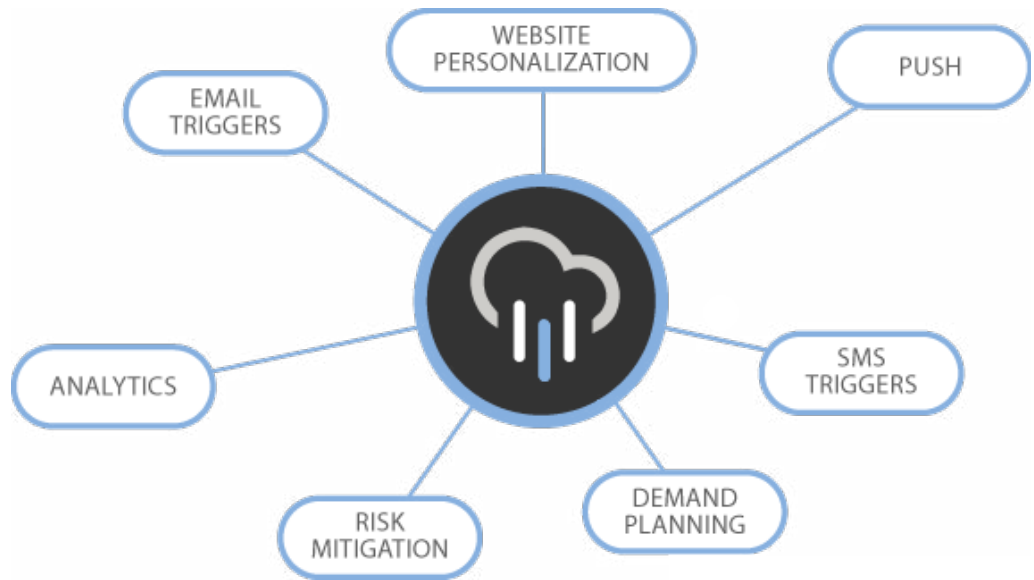 WEBSITE
PERSONALIZATION
PUSH
EMAIL
TRIGGERS
SMS
TRIGGERS
ANALYTICS
DEMAND
PLANNING
RISK
MITIGATION